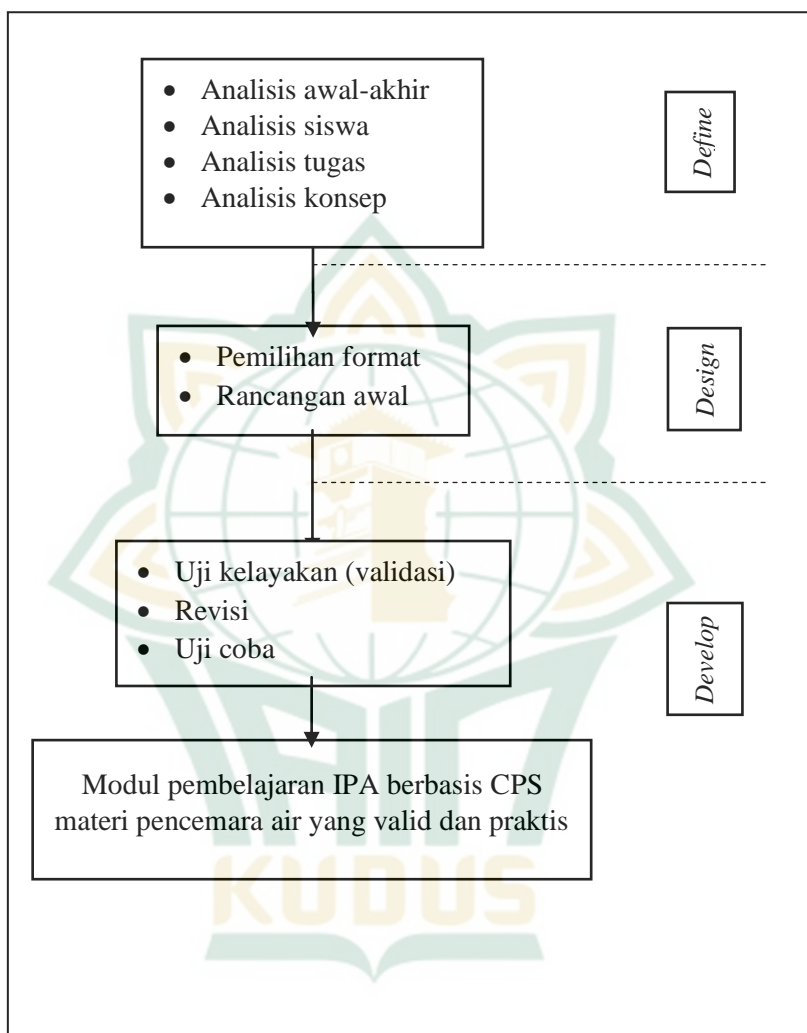 • Analisis awal-akhir
• Analisis siswa
• Analisis tugas
• Analisis konsep
Define
• Pemilihan format
• Rancangan awal
Design
• Uji kelayakan (validasi)
• Revisi
• Uji coba
Develop
Modul pembelajaran IPA berbasis CPS
materi pencemara air yang valid dan praktis
IAIN
KUDUS